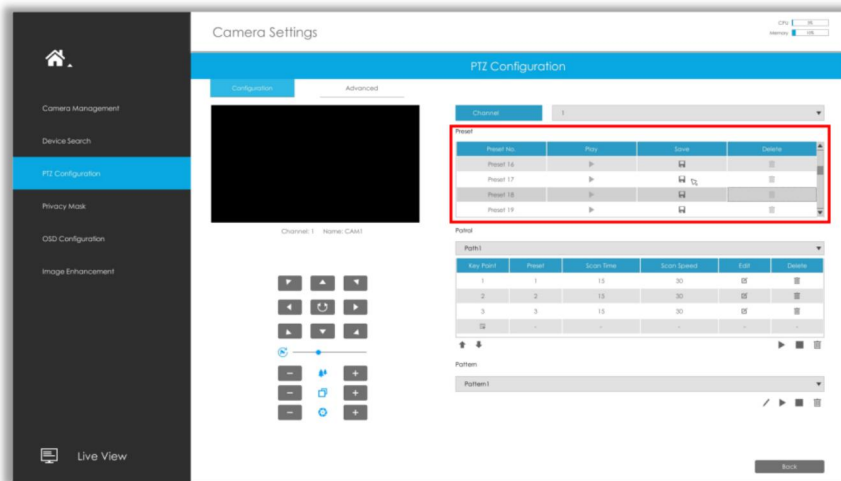 Camera Settings
CPU
Memory
PTZ Configuration
Configuration
Advanced
Camera Management
Device Search
PTZ Configuration
Privacy Mask
OSD Configuration
Image Enhancement
Live View
Channel: 1 Name: CAM1
Channel 1
Preset
Preset No. Play Save Delete
Preset 16
Preset 17
Preset 18
Preset 19
Patrol
Path1
Key Point Preset Scan Time Scan Speed Edit Delete
1 1 15 30
2 2 15 30
3 3 15 30
- - - - -
Pattern
Pattern1
Back